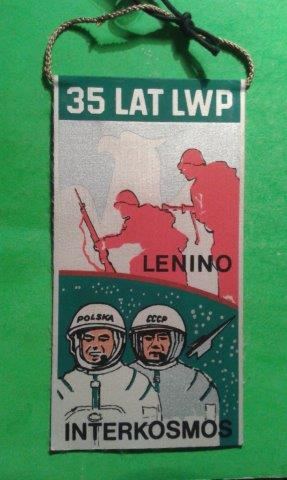 35 LAT LWP
LENINO
POLSKA
СССР
INTERKOSMOS